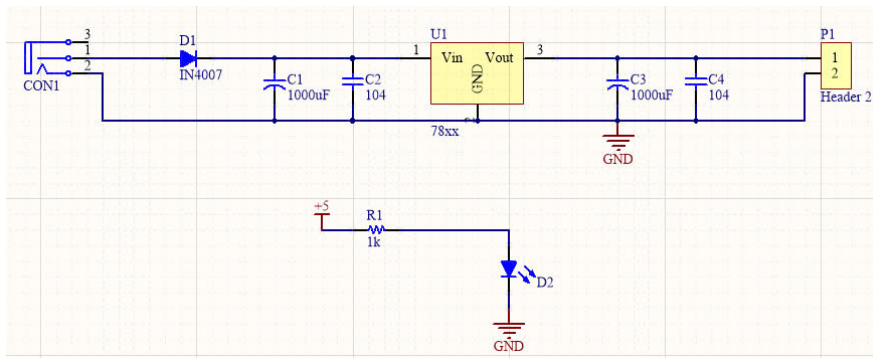 3
1
2
CON1
D1
IN4007
C1
1000uF
C2
104
U1
1
Vin
Vout
3
GND
2
78xx
C3
1000uF
C4
104
GND
P1
1
2
Header 2
+5
R1
1k
D2
GND